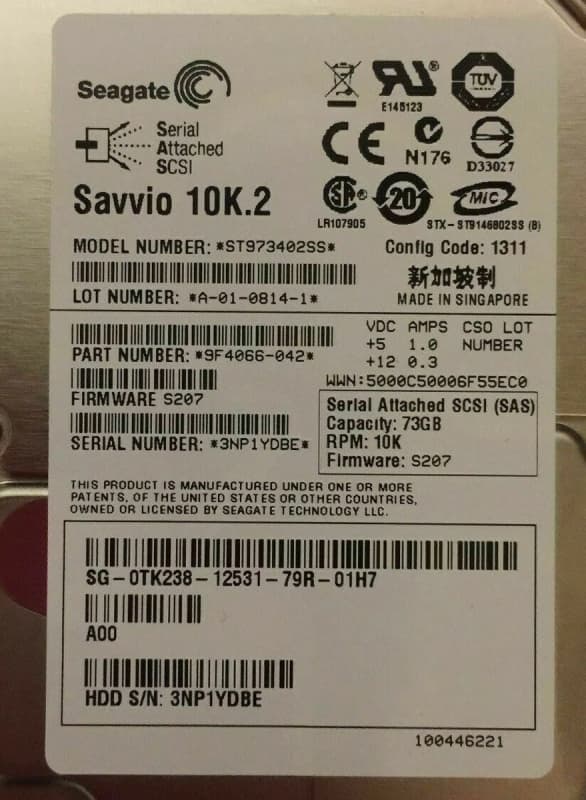 Seagate
E145123
TUV
Serial
Attached
SCSI
CE
N176
D33027
Savvio 10K.2
LR107905
20
MIC
STX-ST9146802SS (B)
MODEL NUMBER: *ST973402SS*
Config Code: 1311
新加坡制
LOT NUMBER: *A-01-0814-1*
MADE IN SINGAPORE
VDC AMPS CSO LOT
+5 1.0 NUMBER
+12 0.3
PART NUMBER: *9F4066-042*
WWN:5000C50006F55EC0
FIRMWARE S207
Serial Attached SCSI (SAS)
Capacity: 73GB
RPM: 10K
Firmware: S207
SERIAL NUMBER: *3NP1YDBE*
THIS PRODUCT IS MANUFACTURED UNDER ONE OR MORE
PATENTS, OF THE UNITED STATES OR OTHER COUNTRIES,
OWNED OR LICENSED BY SEAGATE TECHNOLOGY LLC.
SG-0TK238-12531-79R-01H7
A00
HDD S/N: 3NP1YDBE
100446221